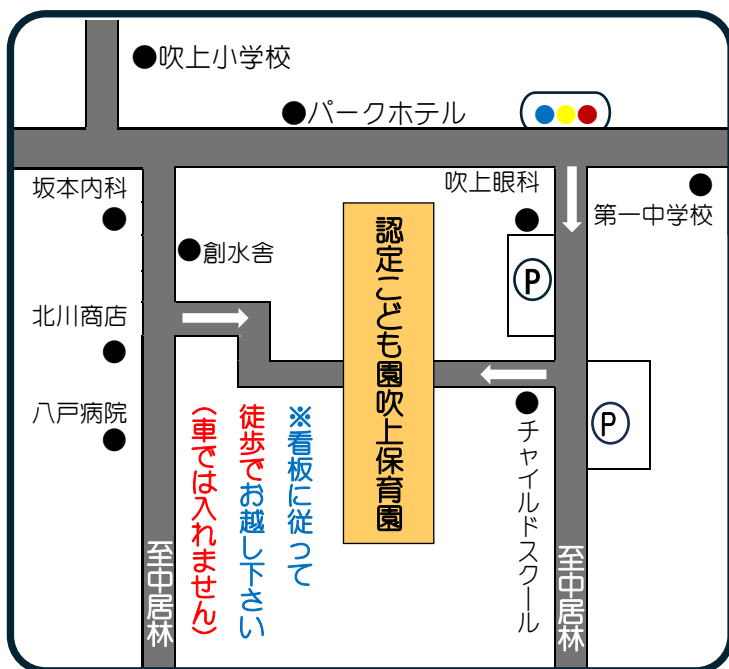 吹上小学校
パークホテル
坂本内科
吹上眼科
第一中学校
創水舎
P
北川商店
認定こども園吹上保育園
八戸病院
P
チャイルドスクール
※看板に従って
徒歩でお越し下さい
(車では入れません)
至中居林
至中居林